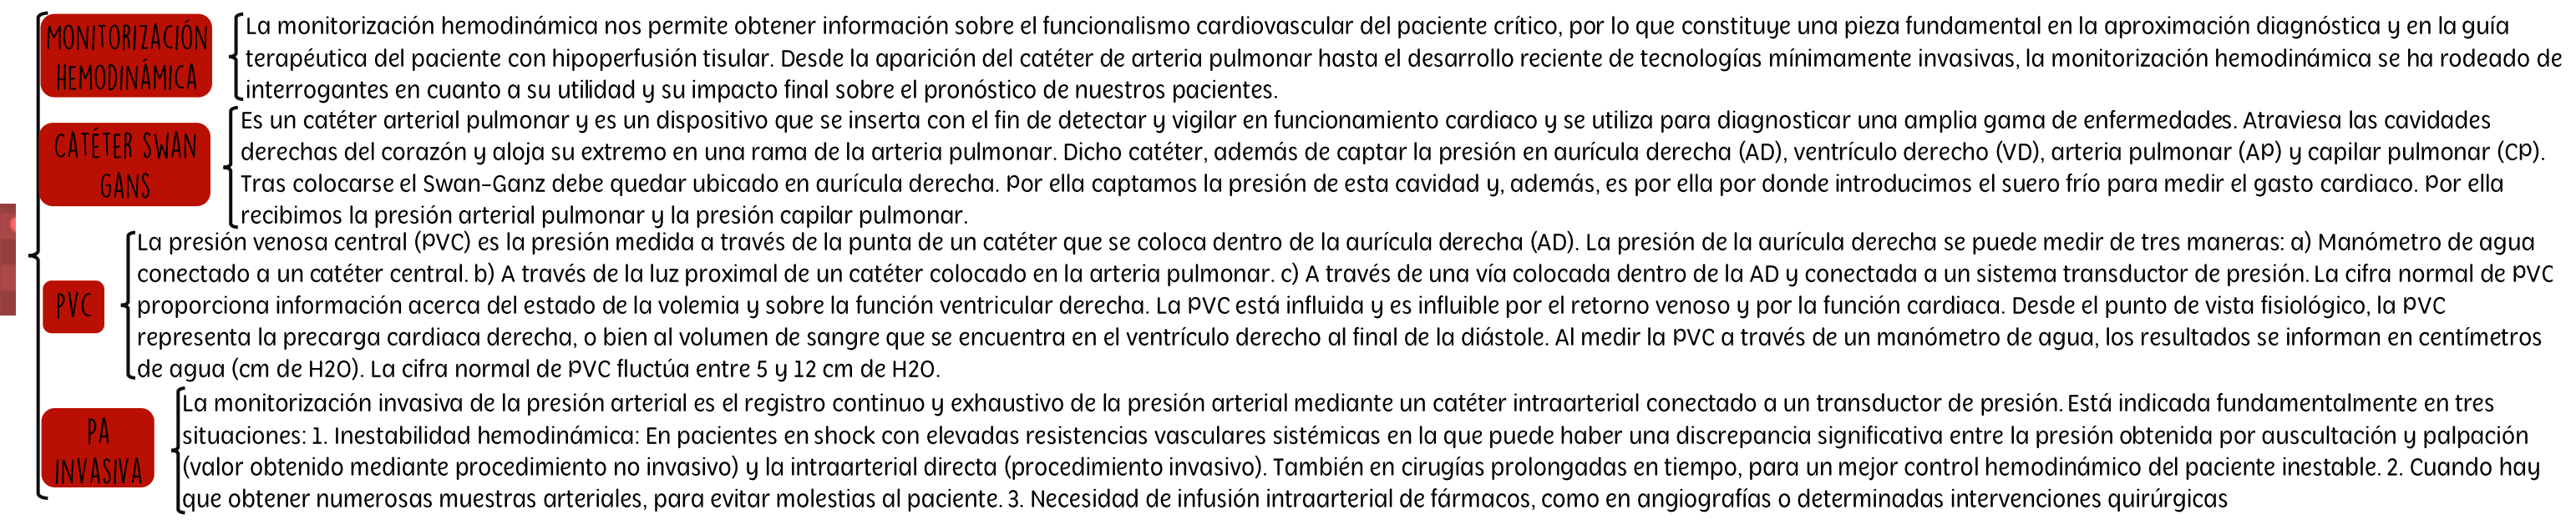 MONITORIZACIÓN
HEMODINÁMICA
La monitorización hemodinámica nos permite obtener información sobre el funcionalismo cardiovascular del paciente crítico, por lo que constituye una pieza fundamental en la aproximación diagnóstica y en la guía
terapéutica del paciente con hipoperfusión tisular. Desde la aparición del catéter de arteria pulmonar hasta el desarrollo reciente de tecnologías mínimamente invasivas, la monitorización hemodinámica se ha rodeado de
interrogantes en cuanto a su utilidad y su impacto final sobre el pronóstico de nuestros pacientes.
CATÉTER SWAN
GANS
Es un catéter arterial pulmonar y es un dispositivo que se inserta con el fin de detectar y vigilar en funcionamiento cardiaco y se utiliza para diagnosticar una amplia gama de enfermedades. Atraviesa las cavidades
derechas del corazón y aloja su extremo en una rama de la arteria pulmonar. Dicho catéter, además de captar la presión en aurícula derecha (AD), ventrículo derecho (VD), arteria pulmonar (AP) y capilar pulmonar (CP).
Tras colocarse el Swan-Ganz debe quedar ubicado en aurícula derecha. Por ella captamos la presión de esta cavidad y, además, es por ella por donde introducimos el suero frío para medir el gasto cardiaco. Por ella
recibimos la presión arterial pulmonar y la presión capilar pulmonar.
PVC
La presión venosa central (PVC) es la presión medida a través de la punta de un catéter que se coloca dentro de la aurícula derecha (AD). La presión de la aurícula derecha se puede medir de tres maneras: a) Manómetro de agua
conectado a un catéter central. b) A través de la luz proximal de un catéter colocado en la arteria pulmonar. c) A través de una vía colocada dentro de la AD y conectada a un sistema transductor de presión. La cifra normal de PVC
proporciona información acerca del estado de la volemia y sobre la función ventricular derecha. La PVC está influida y es influible por el retorno venoso y por la función cardiaca. Desde el punto de vista fisiológico, la PVC
representa la precarga cardiaca derecha, o bien al volumen de sangre que se encuentra en el ventrículo derecho al final de la diástole. Al medir la PVC a través de un manómetro de agua, los resultados se informan en centímetros
de agua (cm de H2O). La cifra normal de PVC fluctúa entre 5 y 12 cm de H2O.
PA
INVASIVA
La monitorización invasiva de la presión arterial es el registro continuo y exhaustivo de la presión arterial mediante un catéter intraarterial conectado a un transductor de presión. Está indicada fundamentalmente en tres
situaciones: 1. Inestabilidad hemodinámica: En pacientes en shock con elevadas resistencias vasculares sistémicas en la que puede haber una discrepancia significativa entre la presión obtenida por auscultación y palpación
(valor obtenido mediante procedimiento no invasivo) y la intraarterial directa (procedimiento invasivo). También en cirugías prolongadas en tiempo, para un mejor control hemodinámico del paciente inestable. 2. Cuando hay
que obtener numerosas muestras arteriales, para evitar molestias al paciente. 3. Necesidad de infusión intraarterial de fármacos, como en angiografías o determinadas intervenciones quirúrgicas